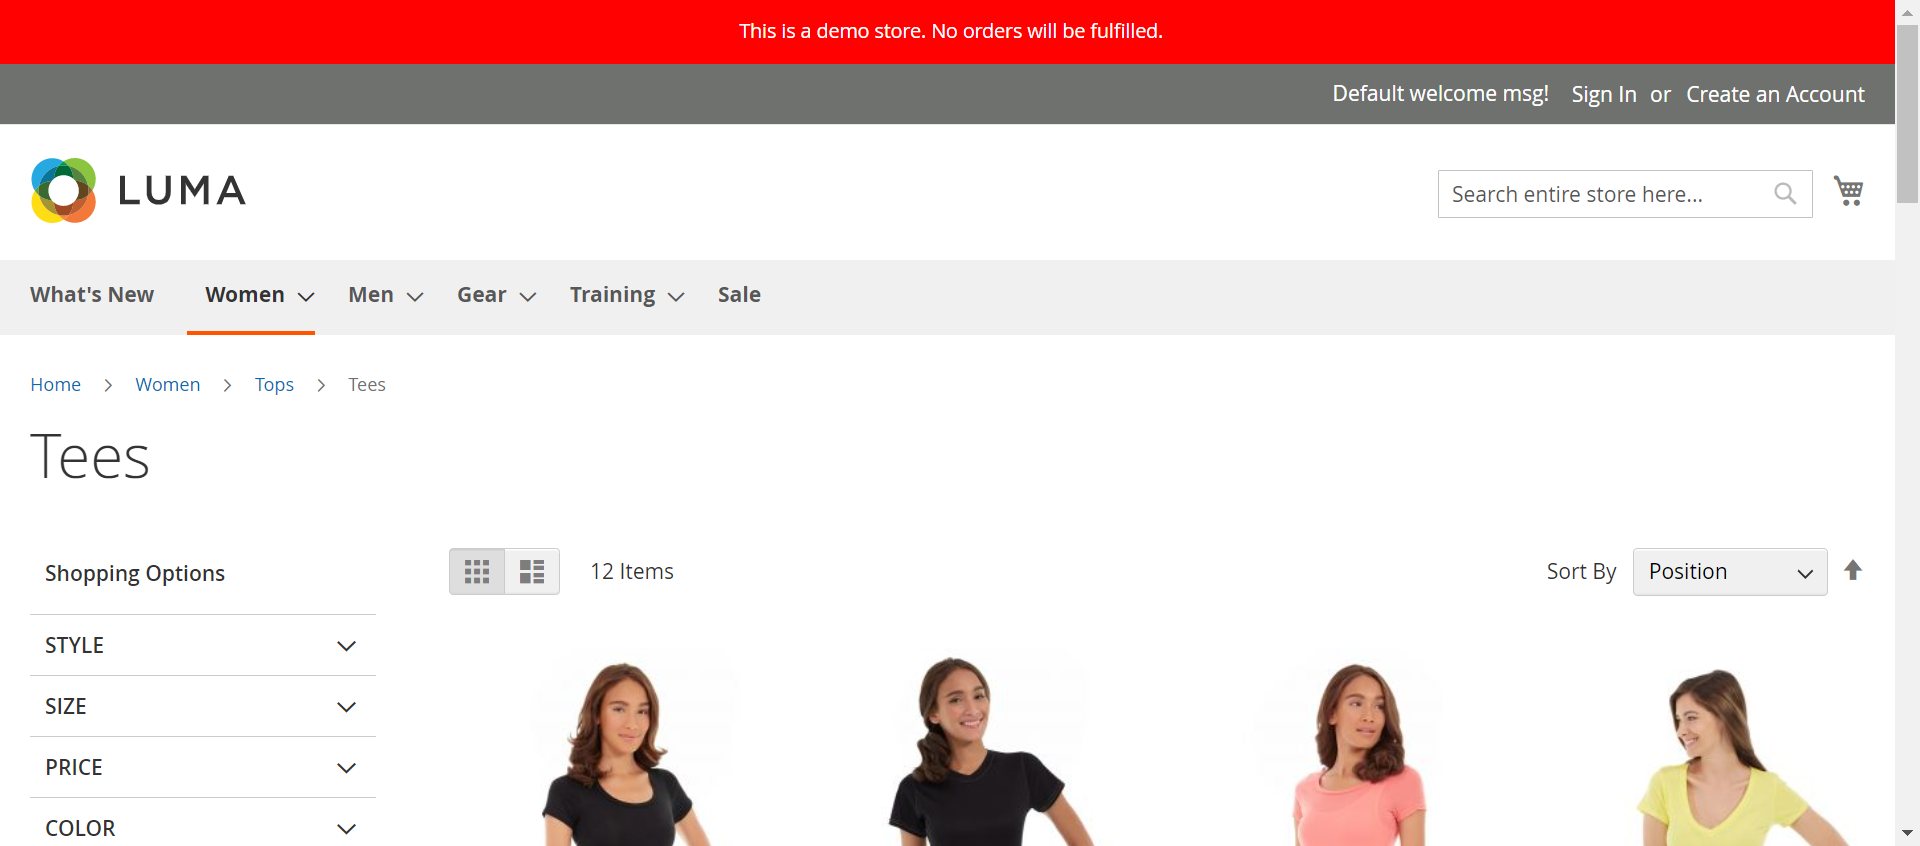 This is a demo store. No orders will be fulfilled.
Default welcome msg! Sign In or Create an Account
LUMA
Search entire store here...
What's New Women Men Gear Training Sale
Home Women Tops Tees
Tees
Shopping Options
12 Items
Sort By Position
STYLE
SIZE
PRICE
COLOR